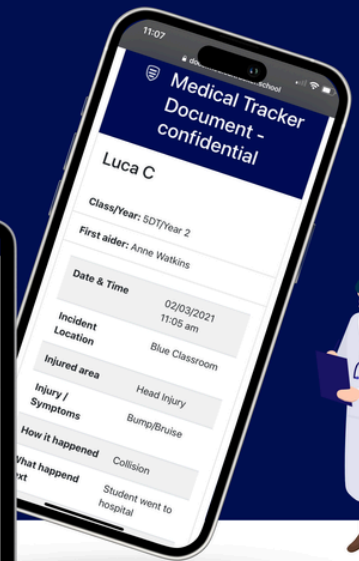 11:07
Medical Tracker
Document -
confidential
Luca C
Class/Year: 5DT/Year 2
First aider: Anne Watkins
Date & Time
02/03/2021
11:05 am
Incident
Location
Blue Classroom
Injured area
Head Injury
Injury /
Symptoms
Bump/Bruise
How it happened
Collision
What happend
Student went to
hospital